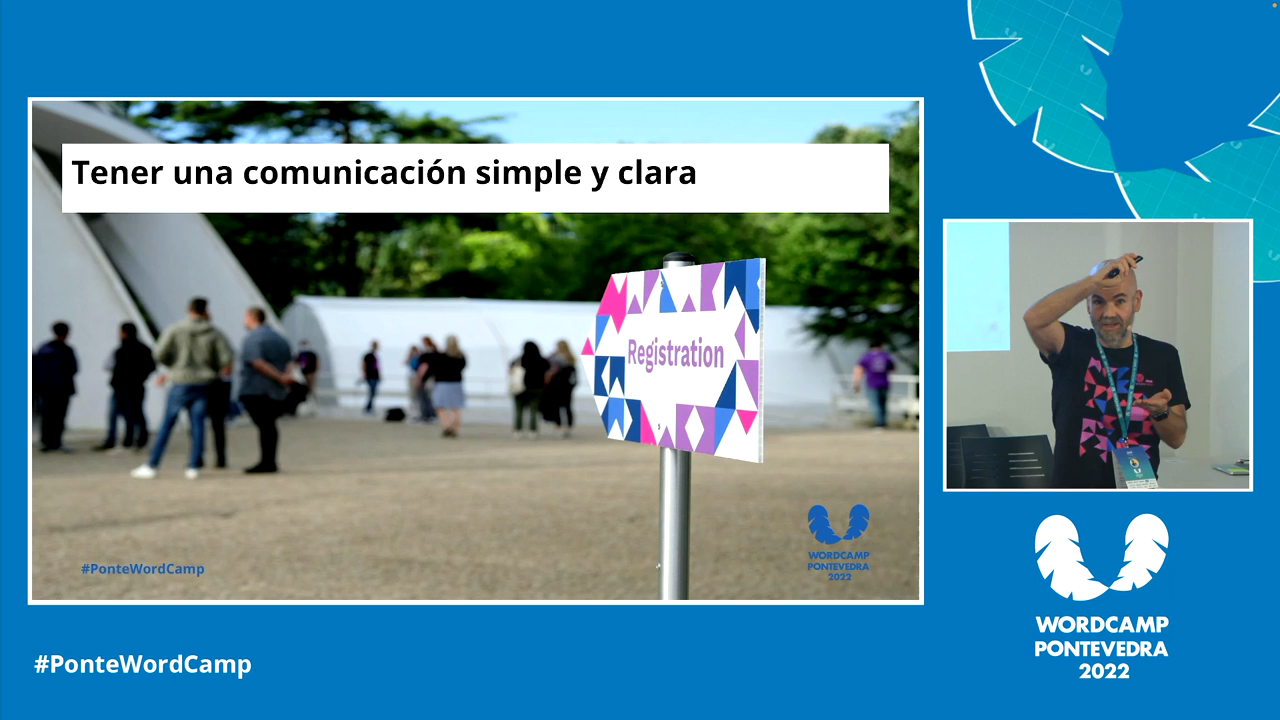 Tener una comunicación simple y clara
Registration
#PonteWordCamp
WORDCAMP
PONTEVEDRA
2022
#PonteWordCamp
WORDCAMP
PONTEVEDRA
2022